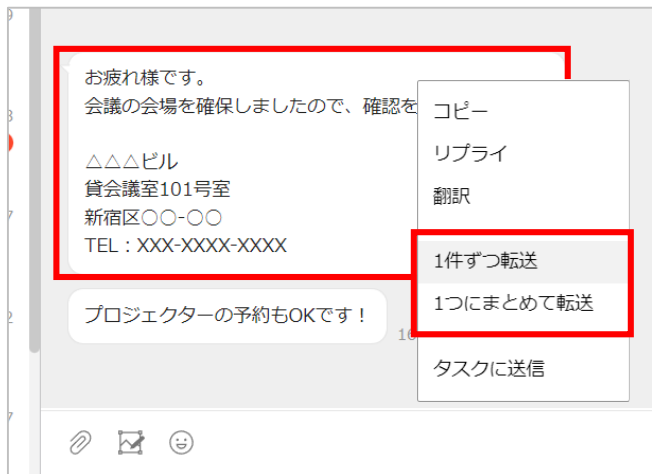 お疲れ様です。
会議の会場を確保しましたので、確認を
△△△ビル
貸会議室101号室
新宿区○○-○○
TEL：XXX-XXXX-XXXX
プロジェクターの予約もOKです！
コピー
リプライ
翻訳
1件ずつ転送
1つにまとめて転送
タスクに送信